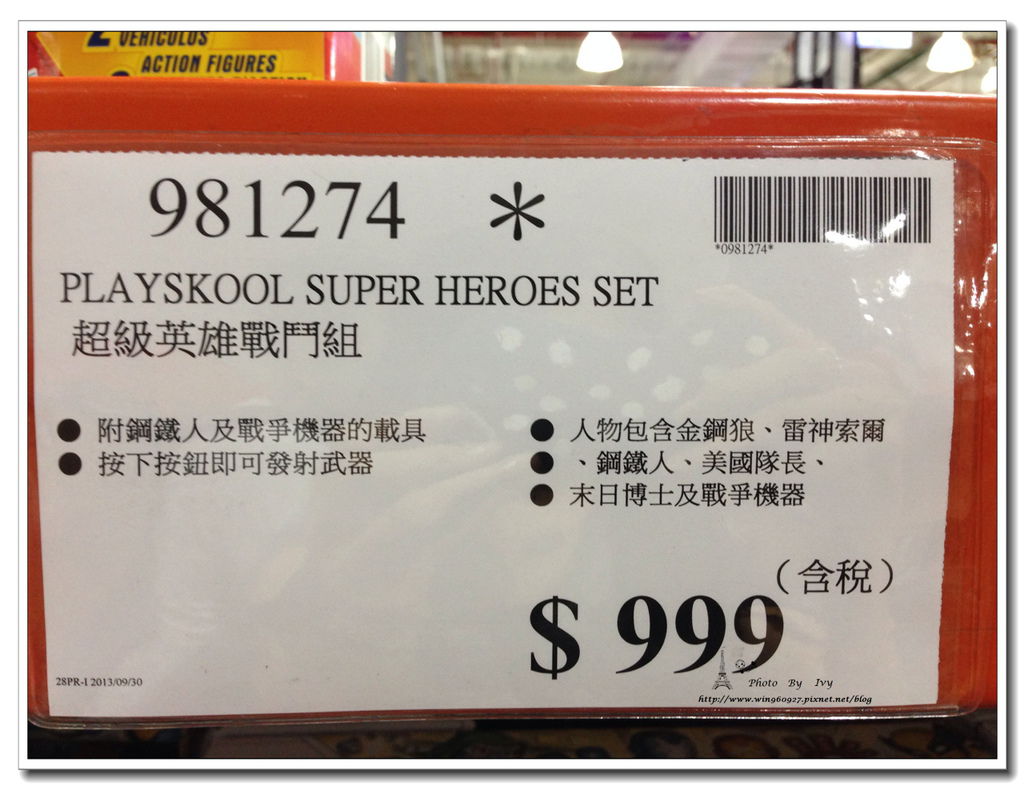 VEHICULOS
ACTION FIGURES
981274 *
*0981274*
PLAYSKOOL SUPER HEROES SET
超級英雄戰鬥組
● 附鋼鐵人及戰爭機器的載具
● 按下按鈕即可發射武器
● 人物包含金鋼狼、雷神索爾
● 、鋼鐵人、美國隊長、
● 末日博士及戰爭機器
(含稅)
$ 999
28PR-1 2013/09/30
Photo By Ivy
http://www.win960927.pixnet.net/blog